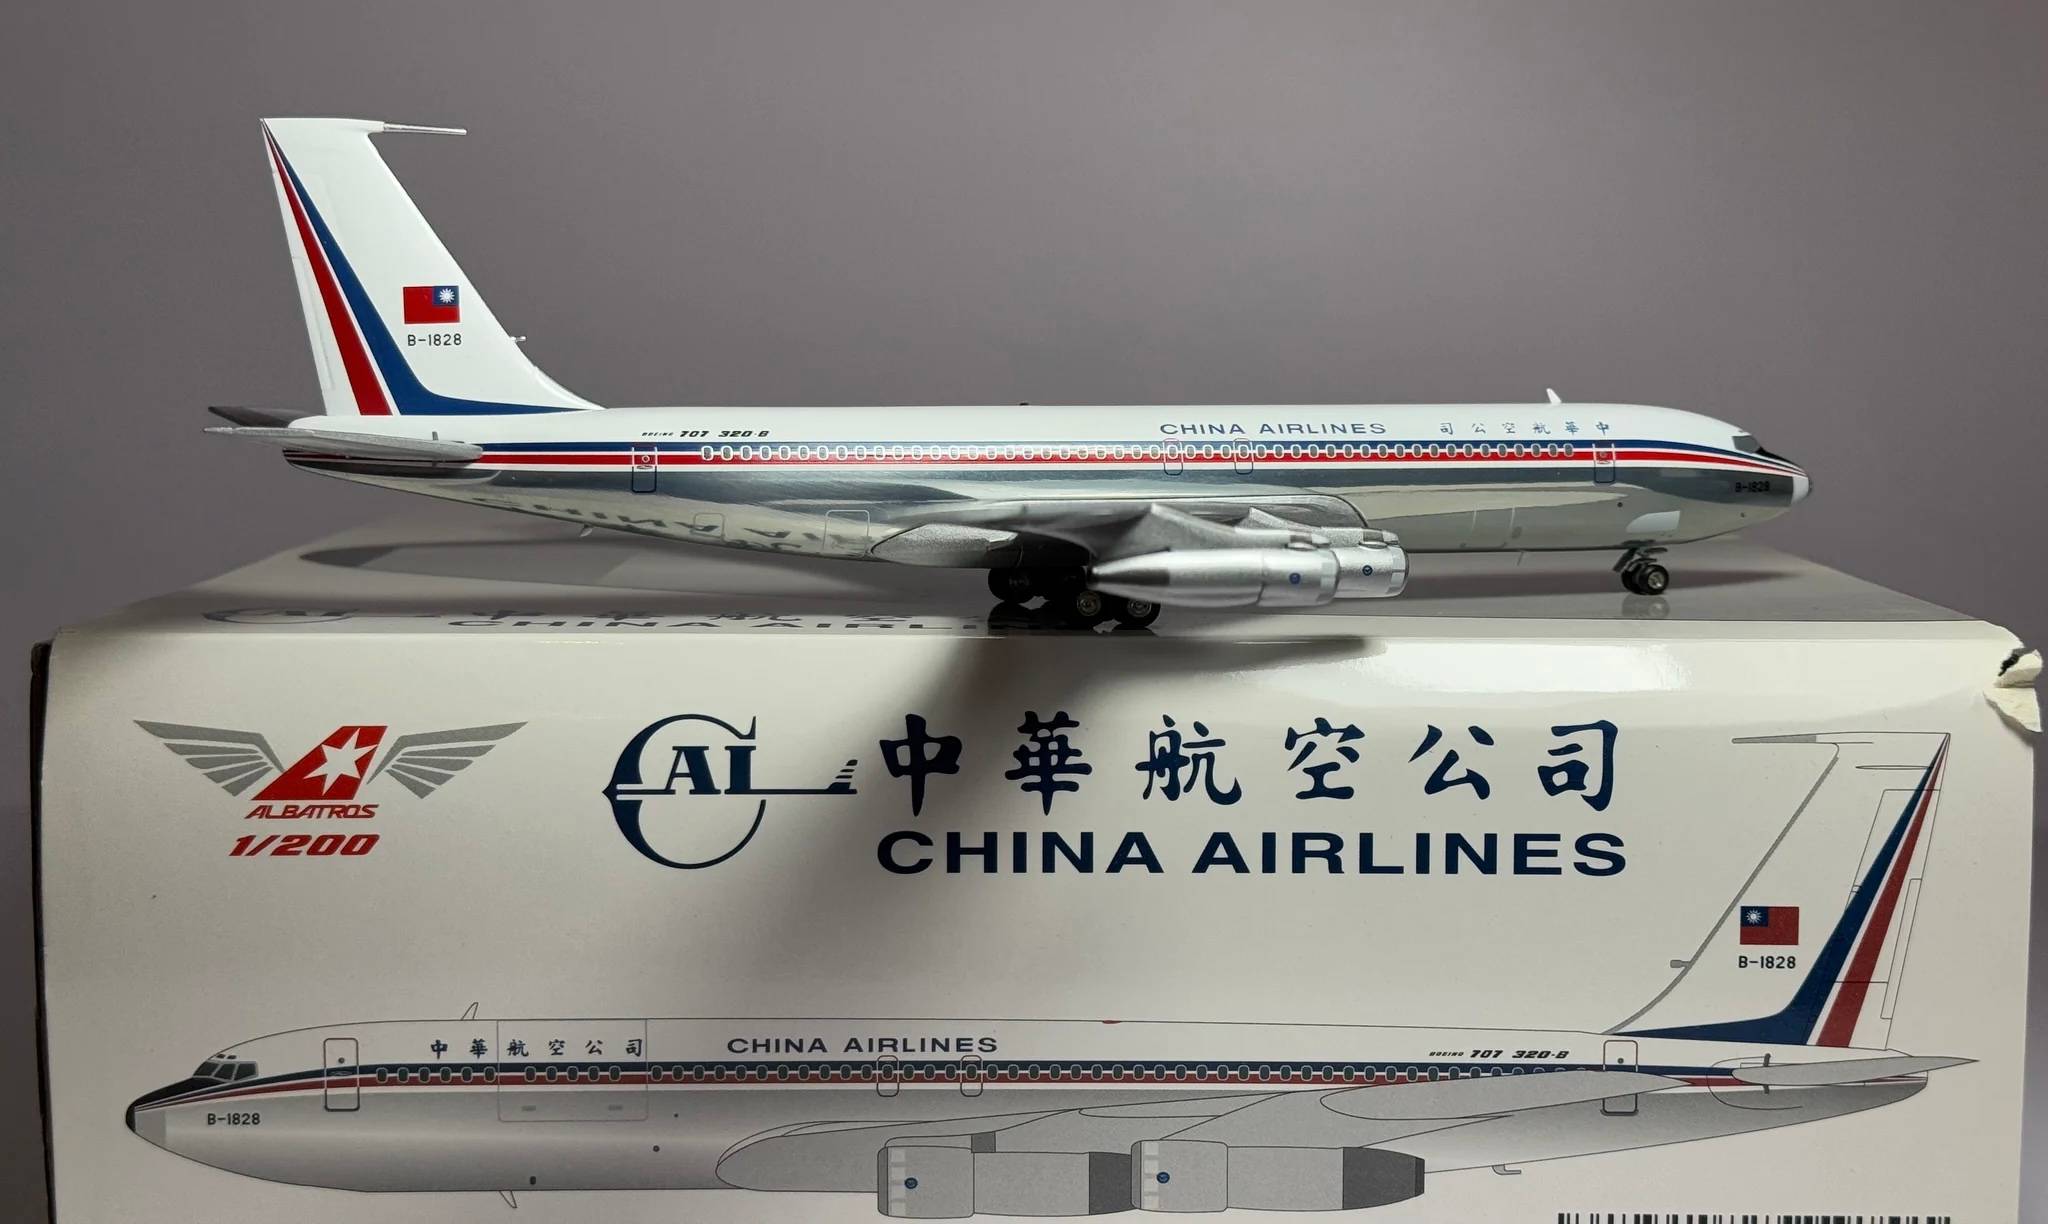 B-1828
BOEING 707 320-B
CHINA AIRLINES 司公空航華中
B-1828
CHINA AIRLINES
ALBATROS
1/200
CAL
中華航空公司
CHINA AIRLINES
B-1828
中華航空公司 CHINA AIRLINES
BOEING 707 320-B
B-1828